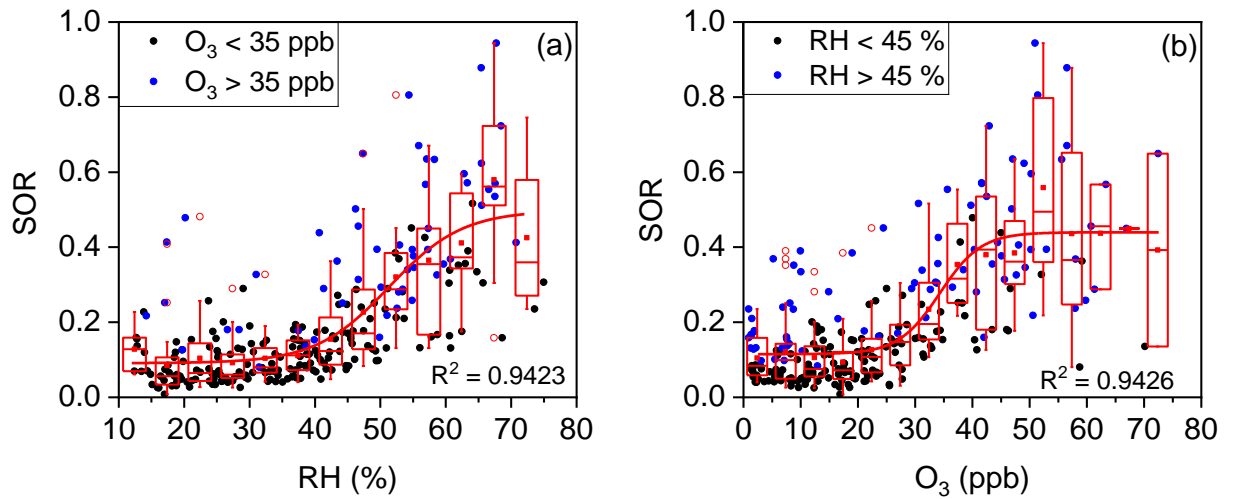 (a)
O₃ < 35 ppb
O₃ > 35 ppb
1.0
0.8
0.6
0.4
0.2
0.0
SOR
R² = 0.9423
10 20 30 40 50 60 70 80
RH (%)
(b)
RH < 45 %
RH > 45 %
1.0
0.8
0.6
0.4
0.2
0.0
SOR
R² = 0.9426
0 10 20 30 40 50 60 70 80
O₃ (ppb)